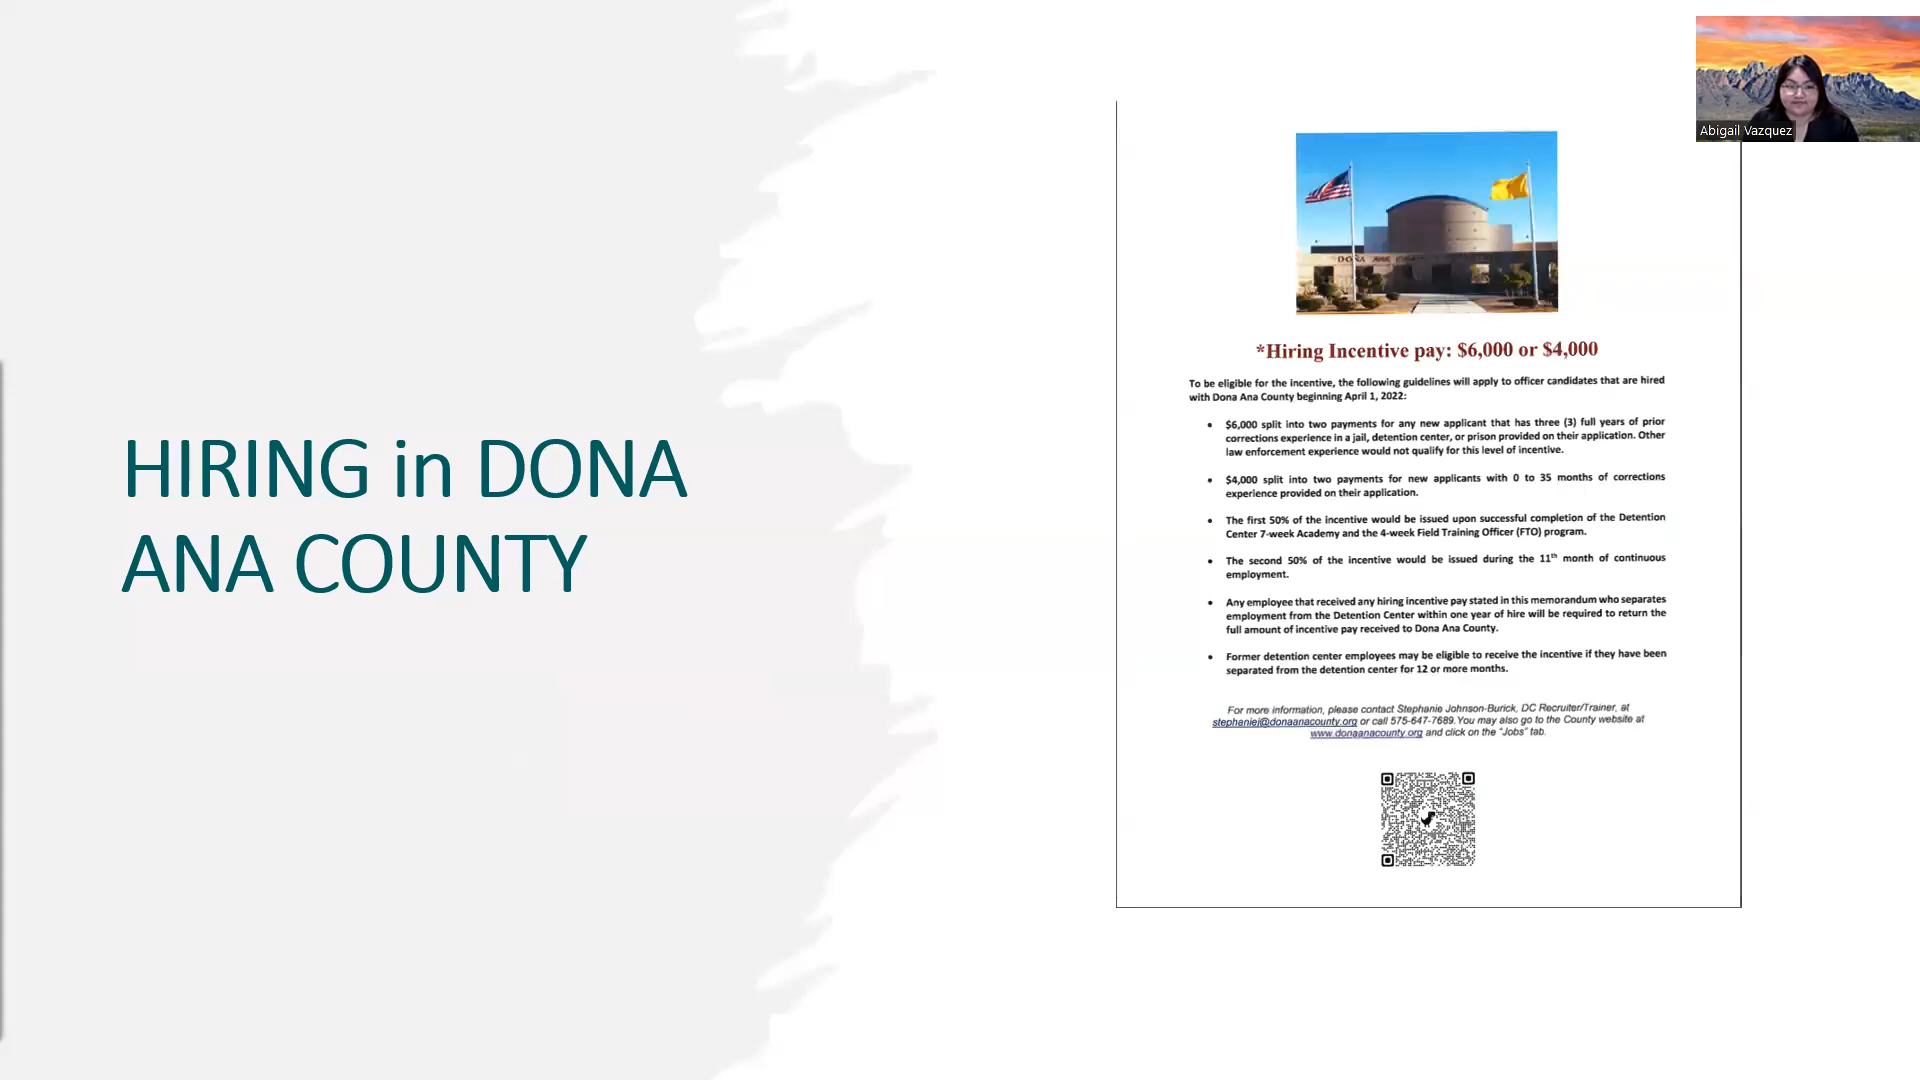 HIRING in DONA
ANA COUNTY
Abigail Vazquez
DONA ANA
*Hiring Incentive pay: $6,000 or $4,000
To be eligible for the incentive, the following guidelines will apply to officer candidates that are hired
with Dona Ana County beginning April 1, 2022:
• $6,000 split into two payments for any new applicant that has three (3) full years of prior
corrections experience in a jail, detention center, or prison provided on their application. Other
law enforcement experience would not qualify for this level of incentive.
• $4,000 split into two payments for new applicants with 0 to 35 months of corrections
experience provided on their application.
• The first 50% of the incentive would be issued upon successful completion of the Detention
Center 7-week Academy and the 4-week Field Training Officer (FTO) program.
• The second 50% of the incentive would be issued during the 11th month of continuous
employment.
• Any employee that received any hiring incentive pay stated in this memorandum who separates
employment from the Detention Center within one year of hire will be required to return the
full amount of incentive pay received to Dona Ana County.
• Former detention center employees may be eligible to receive the incentive if they have been
separated from the detention center for 12 or more months.
For more information, please contact Stephanie Johnson-Burick, DC Recruiter/Trainer, at
stephaniej@donaanacounty.org or call 575-647-7689.You may also go to the County website at
www.donaanacounty.org and click on the "Jobs" tab.